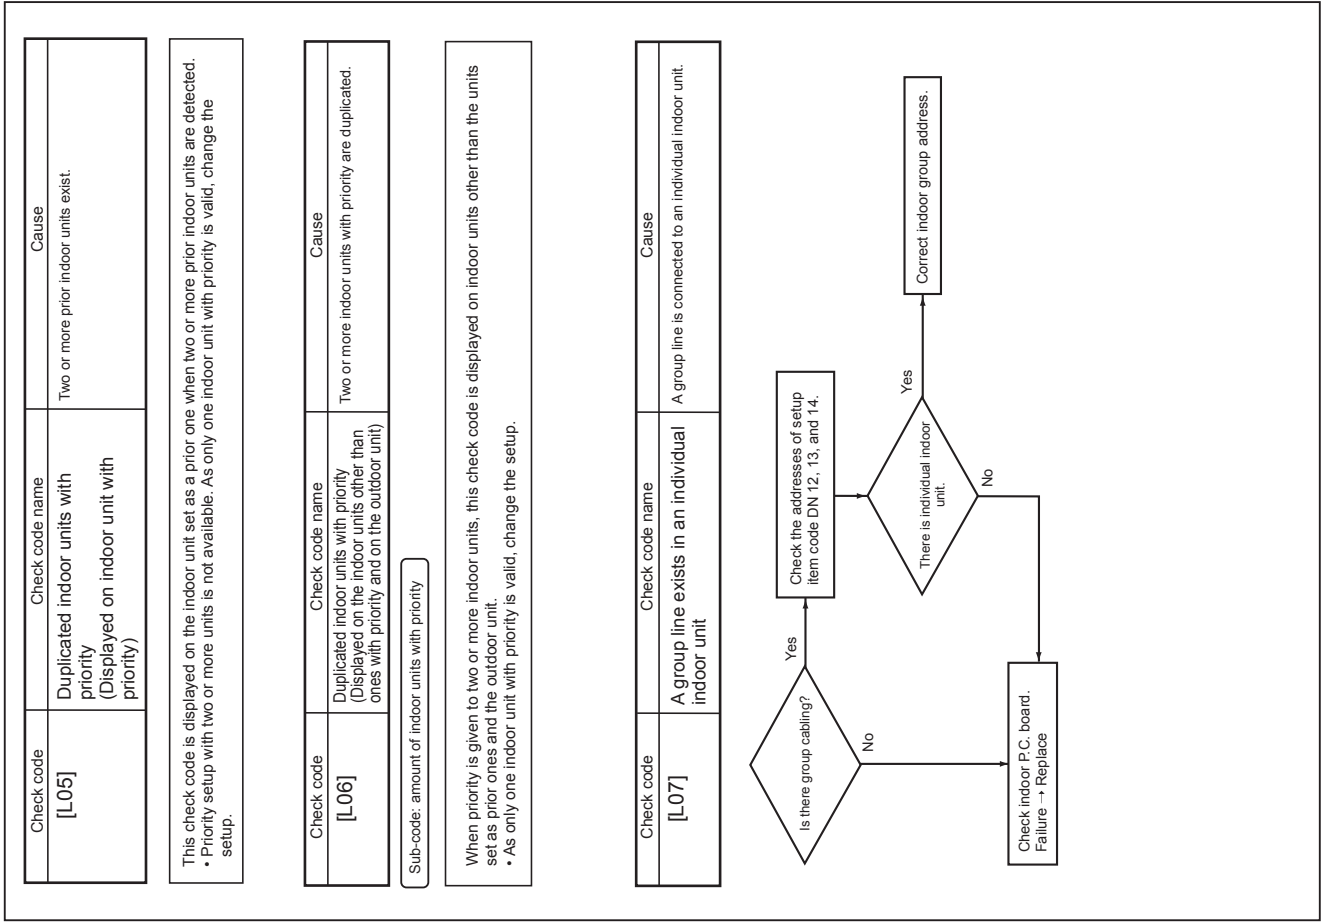 Check code
Check code name
Cause
[L05]
Duplicated indoor units with
priority
(Displayed on indoor unit with
priority)
Two or more prior indoor units exist.
This check code is displayed on the indoor unit set as a prior one when two or more prior indoor units are detected.
• Priority setup with two or more units is not available. As only one indoor unit with priority is valid, change the
setup.
Check code
Check code name
Cause
[L06]
Duplicated indoor units with priority
(Displayed on the indoor units other than
ones with priority and on the outdoor unit)
Two or more indoor units with priority are duplicated.
Sub-code: amount of indoor units with priority
When priority is given to two or more indoor units, this check code is displayed on indoor units other than the units
set as prior ones and the outdoor unit.
• As only one indoor unit with priority is valid, change the setup.
Check code
Check code name
Cause
[L07]
A group line exists in an individual
indoor unit
A group line is connected to an individual indoor unit.
Is there group cabling?
Yes
No
Check the addresses of setup
item code DN 12, 13, and 14.
There is individual indoor
unit.
Yes
No
Correct indoor group address.
Check indoor P.C. board.
Failure → Replace